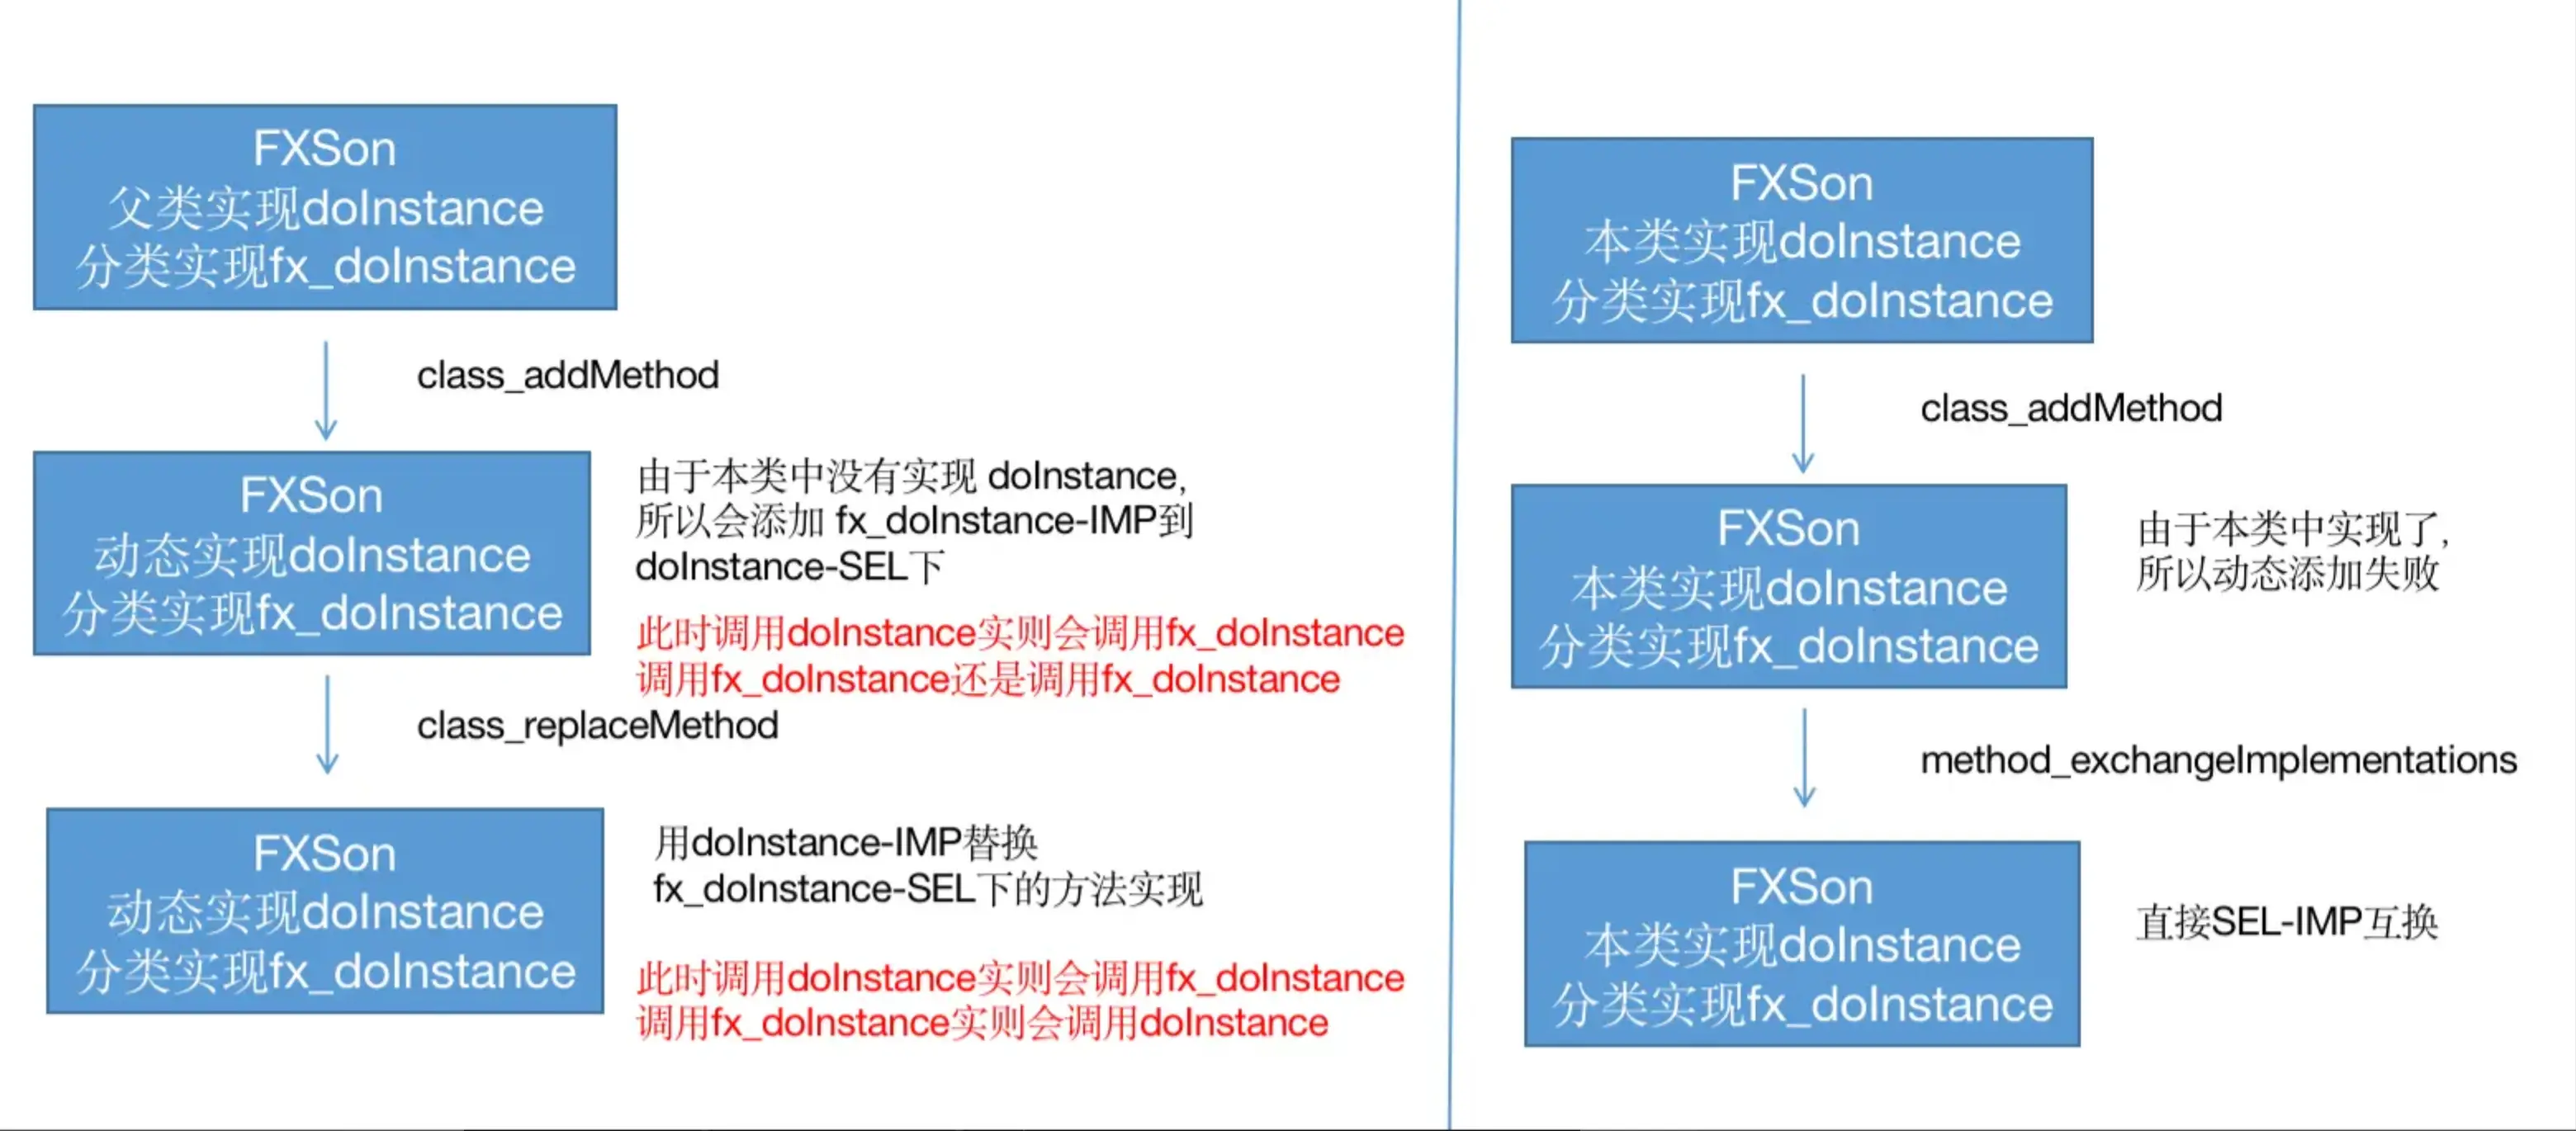 FXSon
父类实现doInstance
分类实现fx_doInstance
class_addMethod
FXSon
动态实现doInstance
分类实现fx_doInstance
由于本类中没有实现 doInstance,
所以会添加 fx_doInstance-IMP到
doInstance-SEL下
此时调用doInstance实则会调用fx_doInstance
调用fx_doInstance还是调用fx_doInstance
class_replaceMethod
FXSon
动态实现doInstance
分类实现fx_doInstance
用doInstance-IMP替换
fx_doInstance-SEL下的方法实现
此时调用doInstance实则会调用fx_doInstance
调用fx_doInstance实则会调用doInstance
FXSon
本类实现doInstance
分类实现fx_doInstance
class_addMethod
FXSon
本类实现doInstance
分类实现fx_doInstance
由于本类中实现了,
所以动态添加失败
method_exchangeImplementations
FXSon
本类实现doInstance
分类实现fx_doInstance
直接SEL-IMP互换